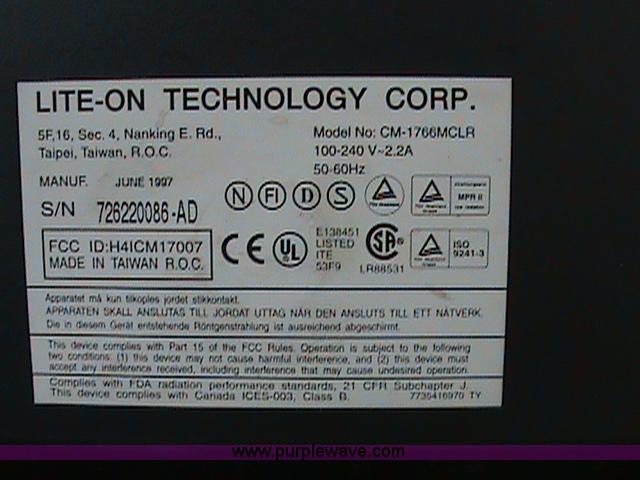 LITE-ON TECHNOLOGY CORP.
5F,16, Sec. 4, Nanking E. Rd.,
Taipei, Taiwan, R.O.C.
Model No: CM-1766MCLR
100-240 V~2.2A
50-60Hz
MANUF. JUNE 1997
S/N 726220086-AD
N FI D S
MPR II
FCC ID:H4ICM17007
MADE IN TAIWAN R.O.C.
CE UL
E138451
LISTED
ITE
53F9
SA
LR88531
ISO
9241-3
Apparatet må kun tilkoples jordet stikkontakt.
APPARATEN SKALL ANSLUTAS TILL JORDAT UTTAG NÄR DEN ANSLUTS TILL ETT NÄTVERK.
Die in diesem Gerät entstehende Röntgenstrahlung ist ausreichend abgeschirmt.
This device complies with Part 15 of the FCC Rules. Operation is subject to the following
two conditions: (1) this device may not cause harmful interference, and (2) this device must
accept any interference received, including interference that may cause undesired operation.
Complies with FDA radiation performance standards, 21 CFR Subchapter J.
This device complies with Canada ICES-003, Class B.
7735416970 TY
www.purplewave.com